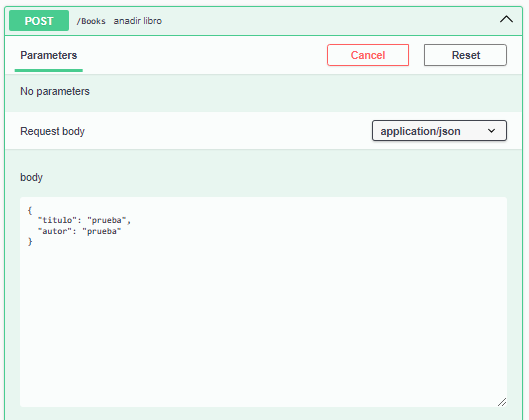 POST /Books anadir libro
Parameters Cancel Reset
No parameters
Request body application/json
body
{
"titulo": "prueba",
"autor": "prueba"
}